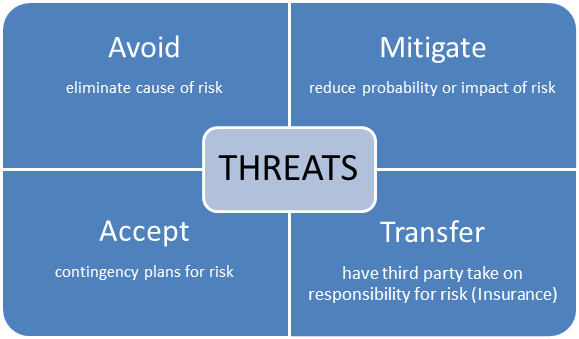 Avoid
eliminate cause of risk
Mitigate
reduce probability or impact of risk
THREATS
Accept
contingency plans for risk
Transfer
have third party take on
responsibility for risk (Insurance)